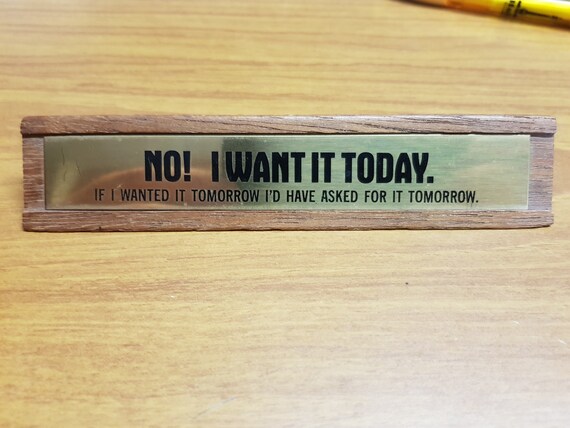 NO! I WANT IT TODAY.
IF I WANTED IT TOMORROW I'D HAVE ASKED FOR IT TOMORROW.